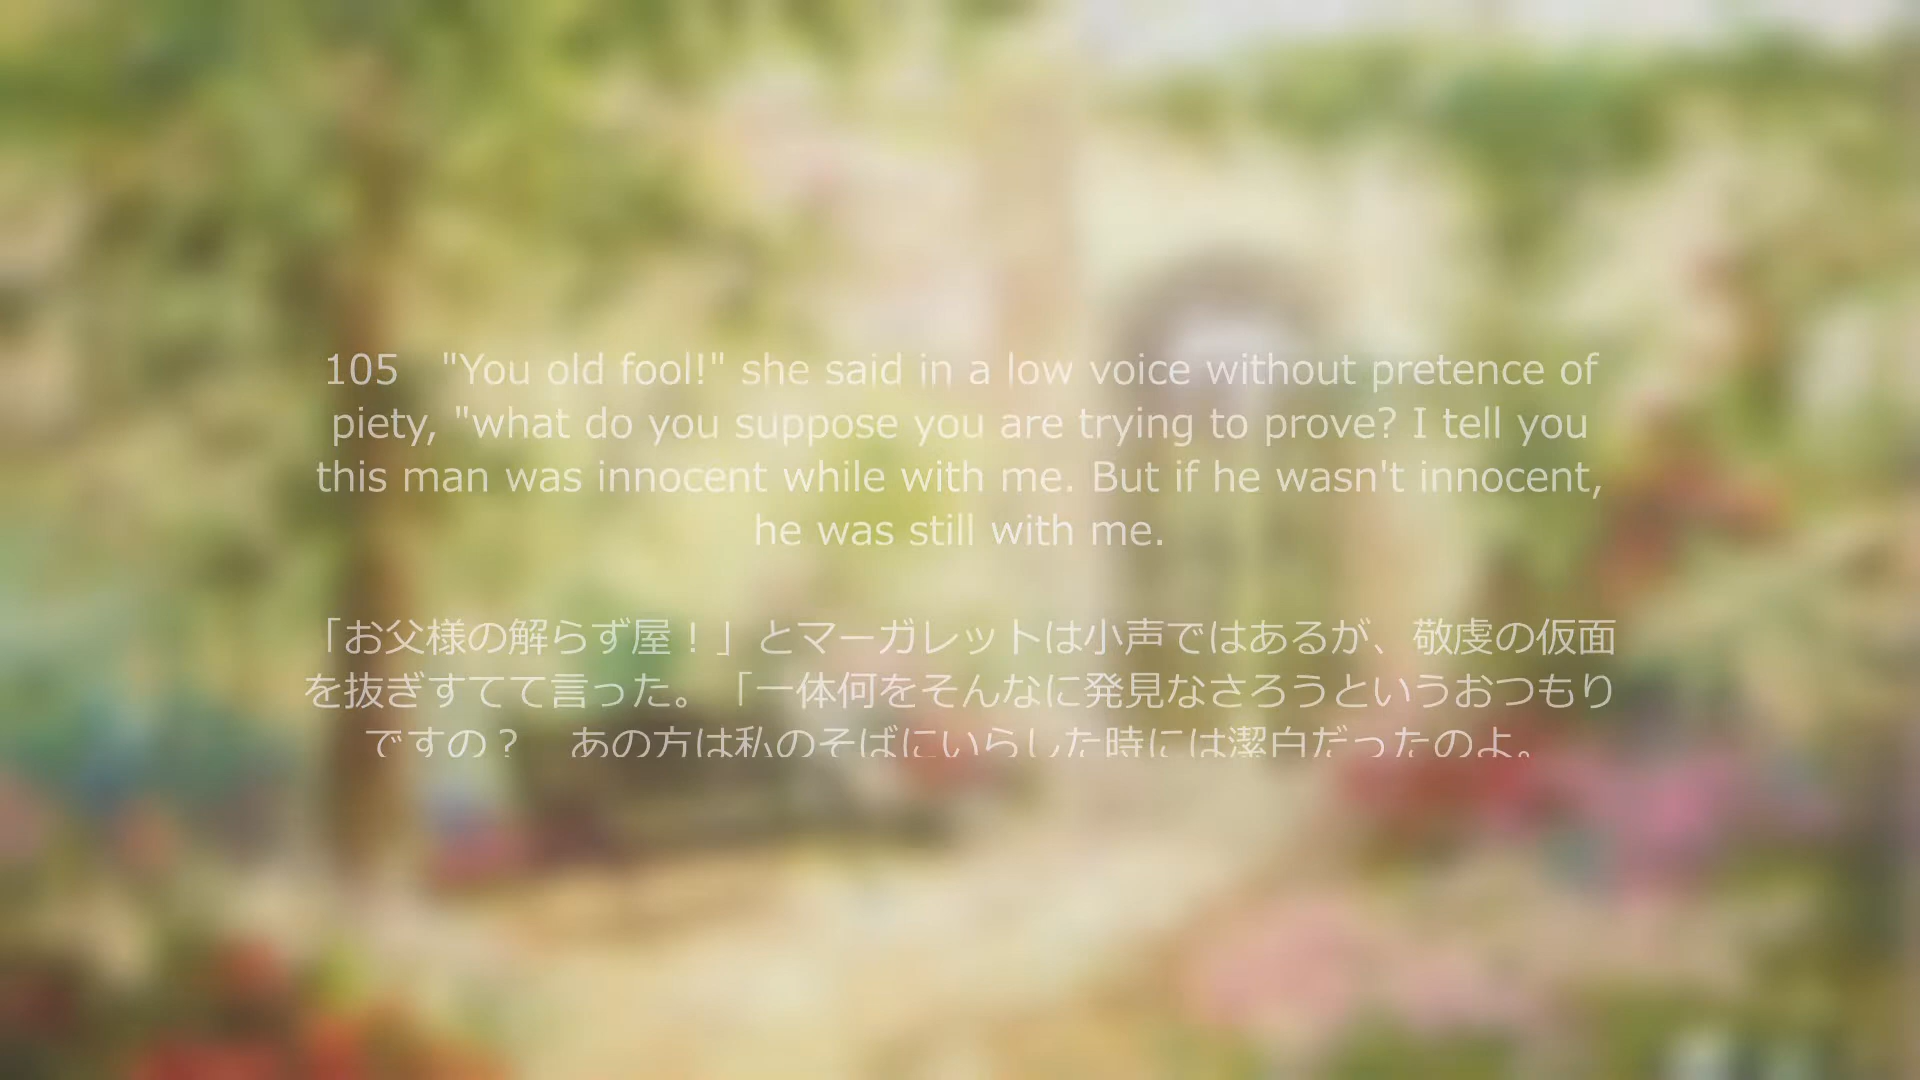 105 "You old fool!" she said in a low voice without pretence of
piety, "what do you suppose you are trying to prove? I tell you
this man was innocent while with me. But if he wasn't innocent,
he was still with me.
「お父様の解らず屋！」とマーガレットは小声ではあるが、敬虔の仮面
を抜ぎすてて言った。「一体何をそんなに発見なさろうというおつもり
ですの？　あの方は私のそばにいらした時には潔白だったのよ。